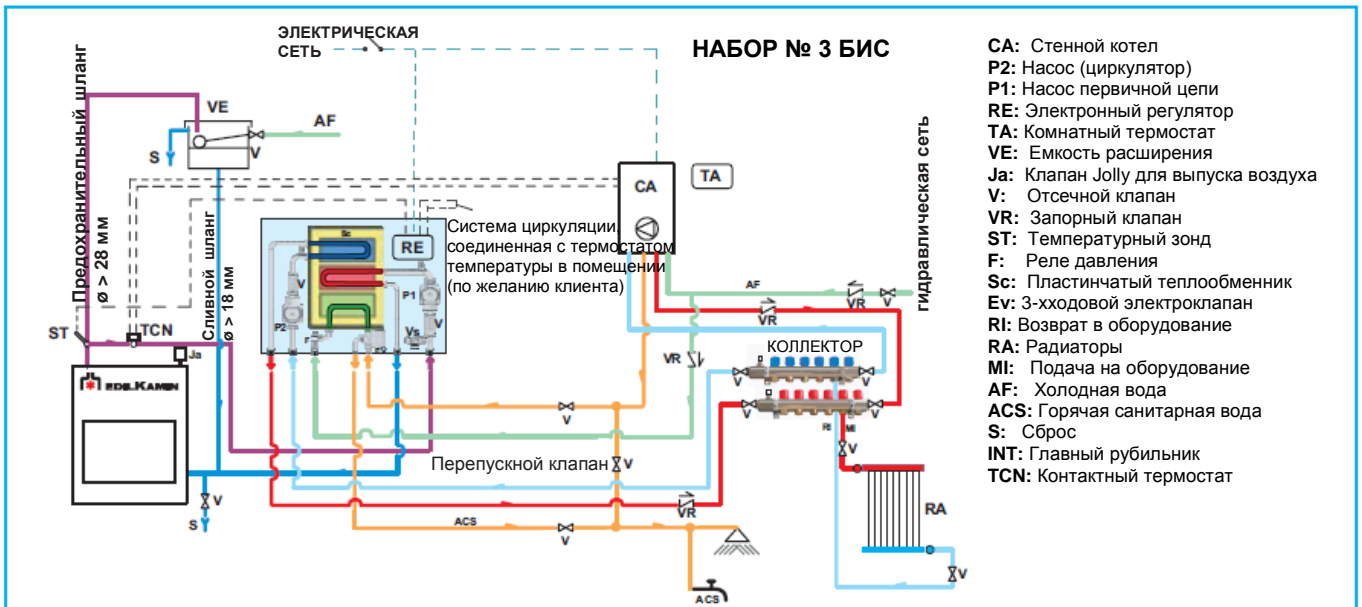 ЭЛЕКТРИЧЕСКАЯ
СЕТЬ
НАБОР № 3 БИС
Предохранительный шланг
ø > 28 мм
VE
AF
V
S
Сливной шланг
ø > 18 мм
CA
TA
RE
Sc
Система циркуляции,
соединенная с термостатом
температуры в помещении
(по желанию клиента)
гидравлическая сеть
V
P1
P2
Vs
V
F
ST
TCN
Ja
EDILKAMIN
AF
VR
V
VR
VR
КОЛЛЕКТОР
V
V
V
V
RI
MI
V
Перепускной клапан
V
V
S
VR
ACS
V
RA
V
ACS
CA: Стенной котел
P2: Насос (циркулятор)
P1: Насос первичной цепи
RE: Электронный регулятор
TA: Комнатный термостат
VE: Емкость расширения
Ja: Клапан Jolly для выпуска воздуха
V: Отсечной клапан
VR: Запорный клапан
ST: Температурный зонд
F: Реле давления
Sc: Пластинчатый теплообменник
Ev: 3-хходовой электроклапан
RI: Возврат в оборудование
RA: Радиаторы
MI: Подача на оборудование
AF: Холодная вода
ACS: Горячая санитарная вода
S: Сброс
INT: Главный рубильник
TCN: Контактный термостат